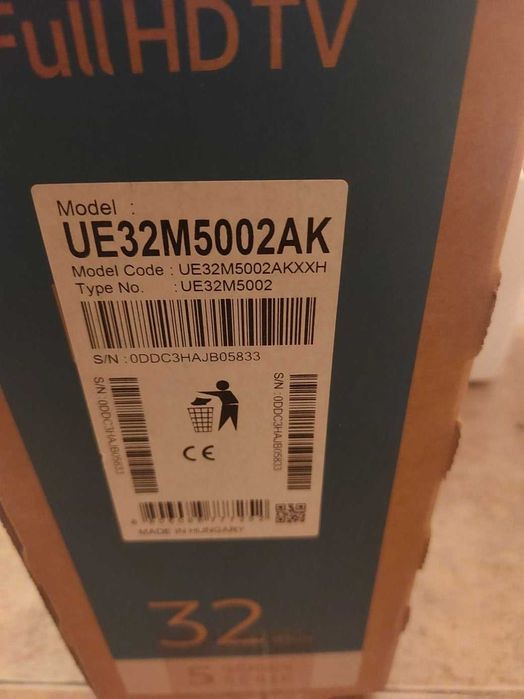 Full HD TV
Model :
UE32M5002AK
Model Code : UE32M5002AKXXH
Type No. : UE32M5002
S/N : 0DDC3HAJB05833
S/N : 0DDC3HAJB05833
S/N : 0DDC3HAJB05833
CE
MADE IN HUNGARY
32
5